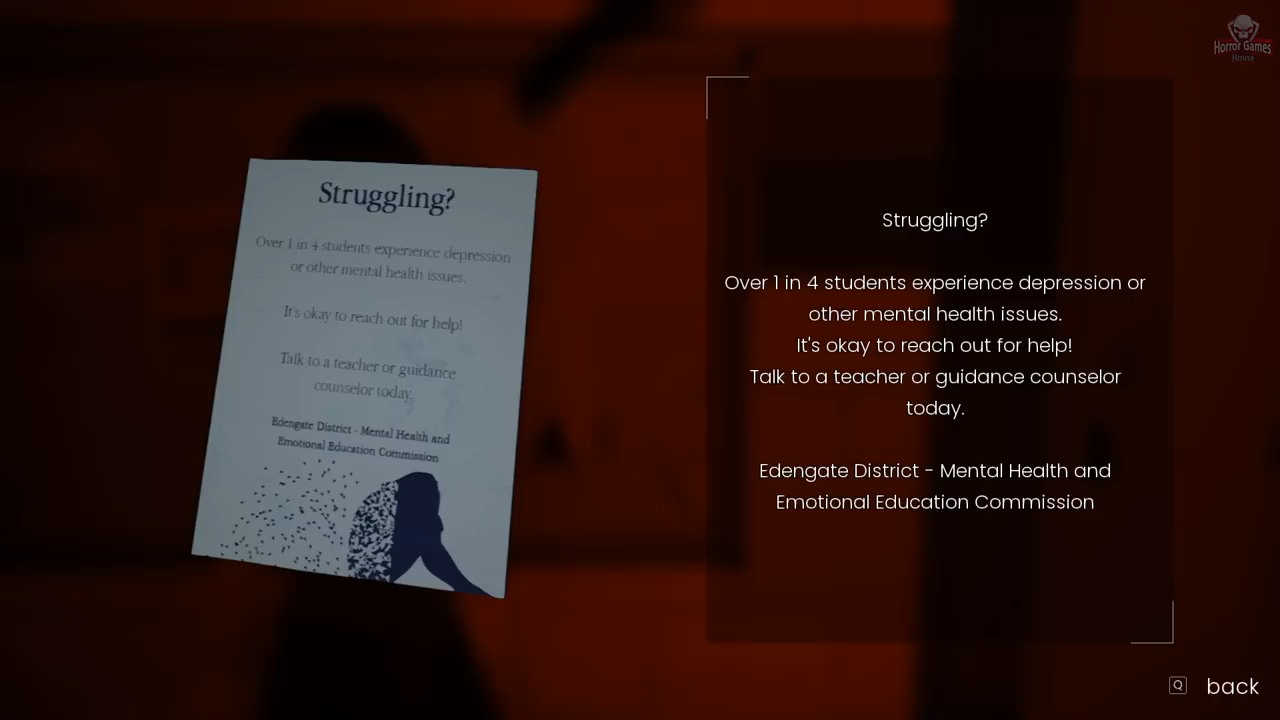 Horror Games
House
Struggling?
Over 1 in 4 students experience depression
or other mental health issues.
It's okay to reach out for help!
Talk to a teacher or guidance
counselor today.
Edengate District - Mental Health and
Emotional Education Commission
Struggling?
Over 1 in 4 students experience depression or
other mental health issues.
It's okay to reach out for help!
Talk to a teacher or guidance counselor
today.
Edengate District - Mental Health and
Emotional Education Commission
Q back